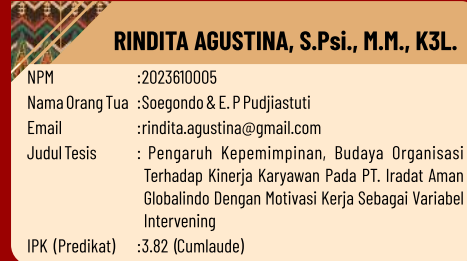 RINDITA AGUSTINA, S.Psi., M.M., K3L.
NPM :2023610005
Nama Orang Tua :Soegondo & E. P Pudjiastuti
Email :rindita.agustina@gmail.com
Judul Tesis : Pengaruh Kepemimpinan, Budaya Organisasi
Terhadap Kinerja Karyawan Pada PT. Iradat Aman
Globalindo Dengan Motivasi Kerja Sebagai Variabel
Intervening
IPK (Predikat) :3.82 (Cumlaude)